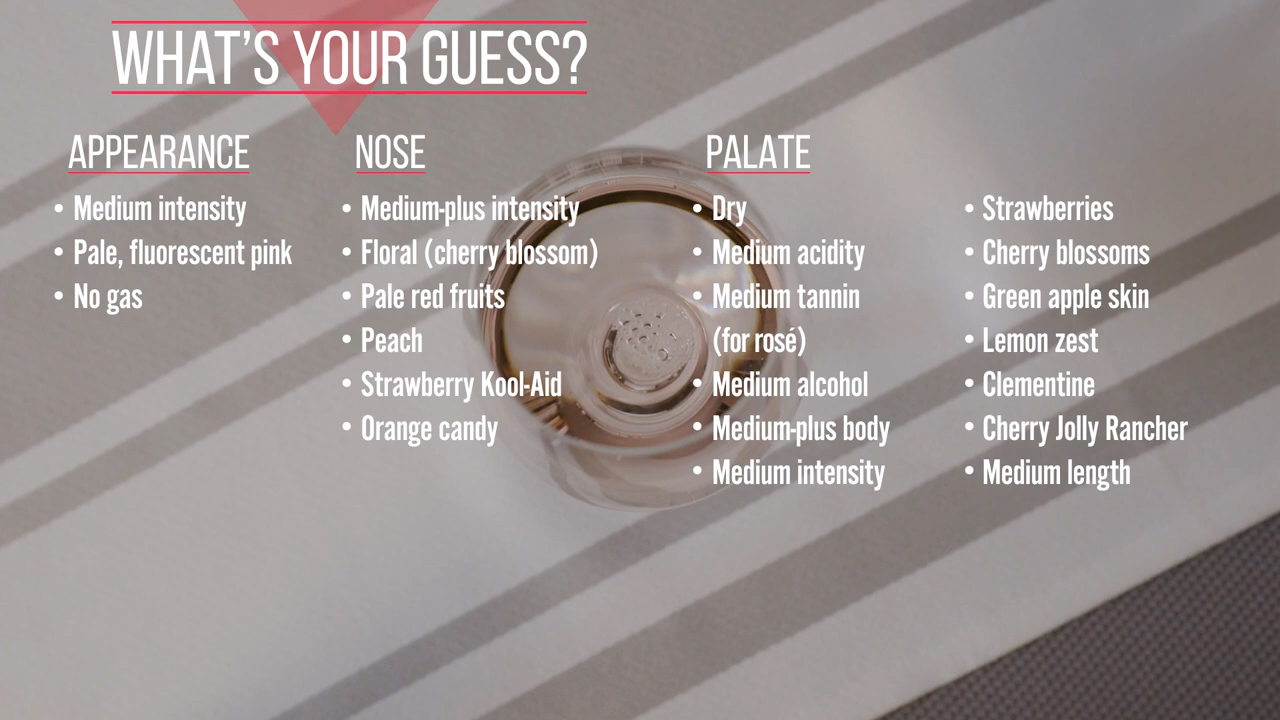 WHAT'S YOUR GUESS?
APPEARANCE
• Medium intensity
• Pale, fluorescent pink
• No gas
NOSE
• Medium-plus intensity
• Floral (cherry blossom)
• Pale red fruits
• Peach
• Strawberry Kool-Aid
• Orange candy
PALATE
• Dry
• Medium acidity
• Medium tannin
(for rosé)
• Medium alcohol
• Medium-plus body
• Medium intensity
• Strawberries
• Cherry blossoms
• Green apple skin
• Lemon zest
• Clementine
• Cherry Jolly Rancher
• Medium length